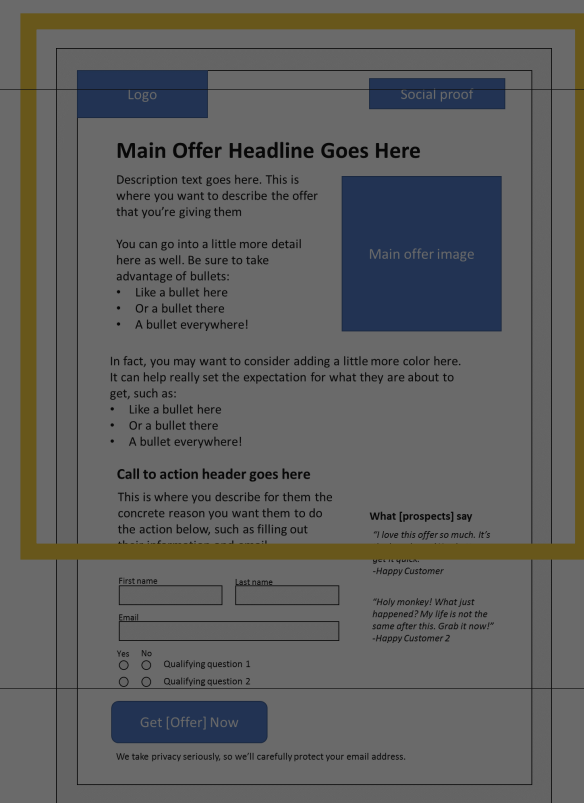 Logo
Social proof
Main Offer Headline Goes Here
Description text goes here. This is
where you want to describe the offer
that you're giving them
You can go into a little more detail
here as well. Be sure to take
advantage of bullets:
• Like a bullet here
• Or a bullet there
• A bullet everywhere!
Main offer image
In fact, you may want to consider adding a little more color here.
It can help really set the expectation for what they are about to
get, such as:
• Like a bullet here
• Or a bullet there
• A bullet everywhere!
Call to action header goes here
This is where you describe for them the
concrete reason you want them to do
the action below, such as filling out
their information and email
What [prospects] say
"I love this offer so much. It's
get it quick.
-Happy Customer
"Holy monkey! What just
happened? My life is not the
same after this. Grab it now!"
-Happy Customer 2
First name
Last name
Email
Yes No
Qualifying question 1
Qualifying question 2
Get [Offer] Now
We take privacy seriously, so we'll carefully protect your email address.